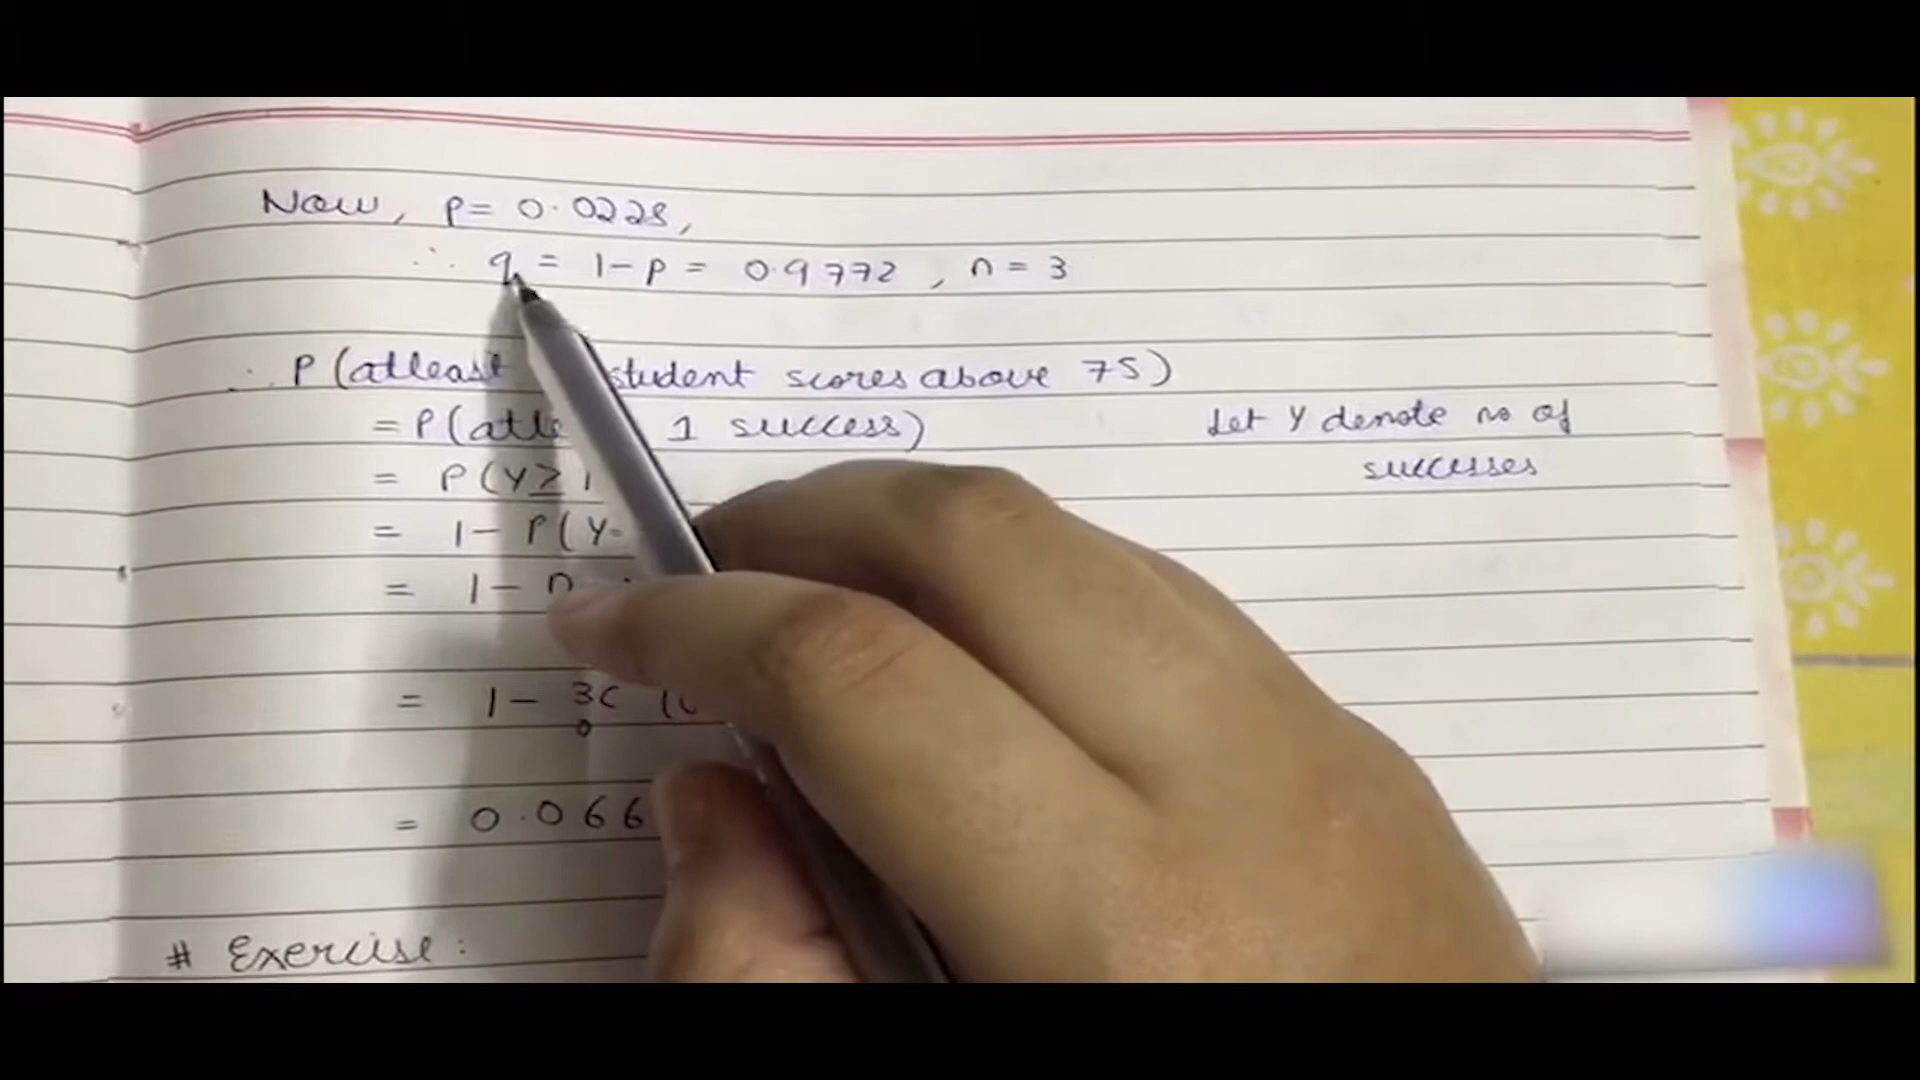 Now, p = 0.0228,
∴ q = 1 - p = 0.9772, n = 3
∴ P (atleast student scores above 75)
= P(atle 1 success)
Let Y denote no of
successes
= P(Y ≥ 1
= 1 - P(Y=
= 1 - n
= 1 - 3C
0
= 0.066
# Exercise: